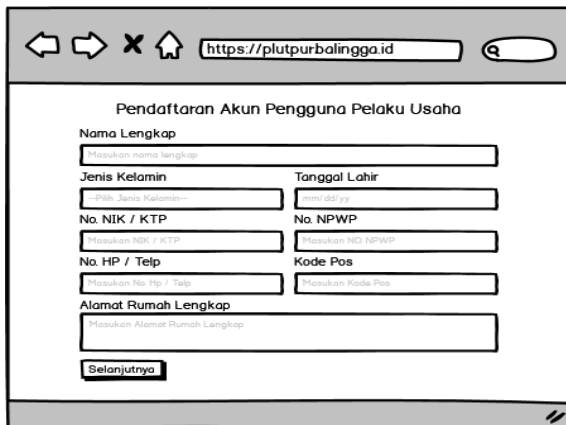 https://plutpurbalingga.id
Pendaftaran Akun Pengguna Pelaku Usaha
Nama Lengkap
Masukan nama lengkap
Jenis Kelamin Tanggal Lahir
--Pilih Jenis Kelamin-- mm/dd/yy
No. NIK / KTP No. NPWP
Masukan NIK / KTP Masukan NO NPWP
No. HP / Telp Kode Pos
Masukan No Hp / Telp Masukan Kode Pos
Alamat Rumah Lengkap
Masukan Alamat Rumah Lengkap
Selanjutnya